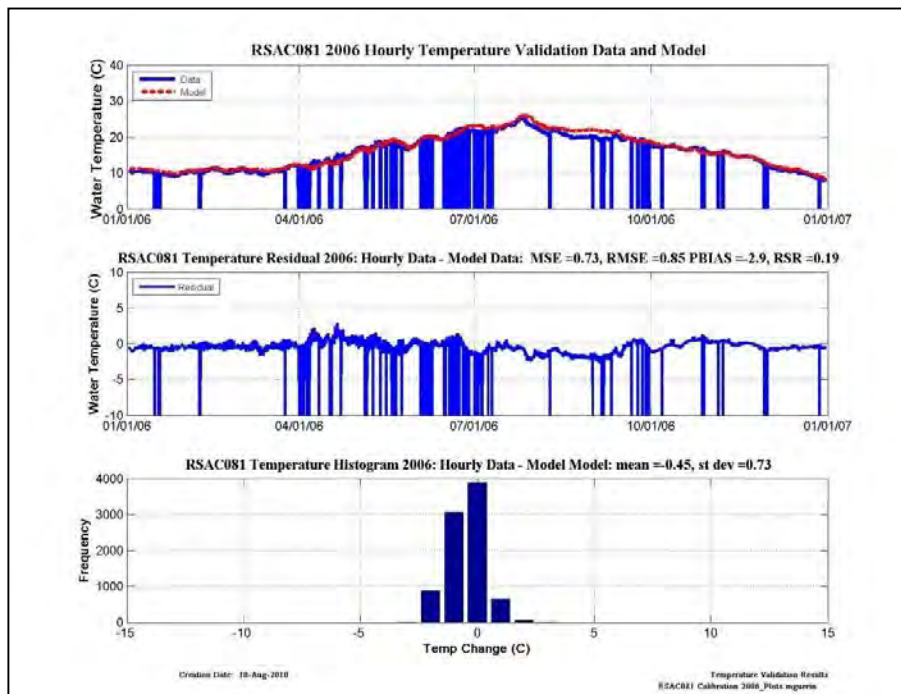 RSAC081 2006 Hourly Temperature Validation Data and Model
Water Temperature (C)
40
30
20
10
0
Data
Model
01/01/06 04/01/06 07/01/06 10/01/06 01/01/07
RSAC081 Temperature Residual 2006: Hourly Data - Model Data: MSE =0.73, RMSE =0.85 PBIAS =-2.9, RSR =0.19
Water Temperature (C)
10
5
0
-5
-10
Residual
01/01/06 04/01/06 07/01/06 10/01/06 01/01/07
RSAC081 Temperature Histogram 2006: Hourly Data - Model Model: mean =-0.45, st dev =0.73
Frequency
4000
3000
2000
1000
0
-15 -10 -5 0 5 10 15
Temp Change (C)
Creation Date: 18-Aug-2010
Temperature Validation Results
RSAC081 Calibration 2006_Plots mguerin